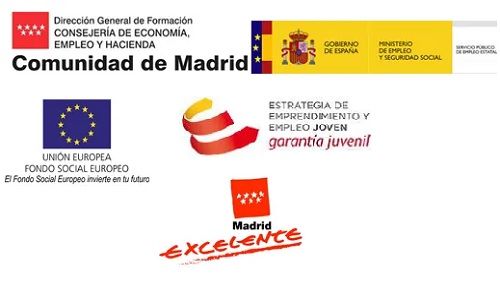 Dirección General de Formación
CONSEJERÍA DE ECONOMÍA,
EMPLEO Y HACIENDA
Comunidad de Madrid
GOBIERNO
DE ESPAÑA
MINISTERIO
DE EMPLEO
Y SEGURIDAD SOCIAL
SERVICIO PÚBLICO
DE EMPLEO ESTATAL
UNIÓN EUROPEA
FONDO SOCIAL EUROPEO
El Fondo Social Europeo invierte en tu futuro
ESTRATEGIA DE
EMPRENDIMIENTO Y
EMPLEO JOVEN
garantía juvenil
Madrid
EXCELENTE